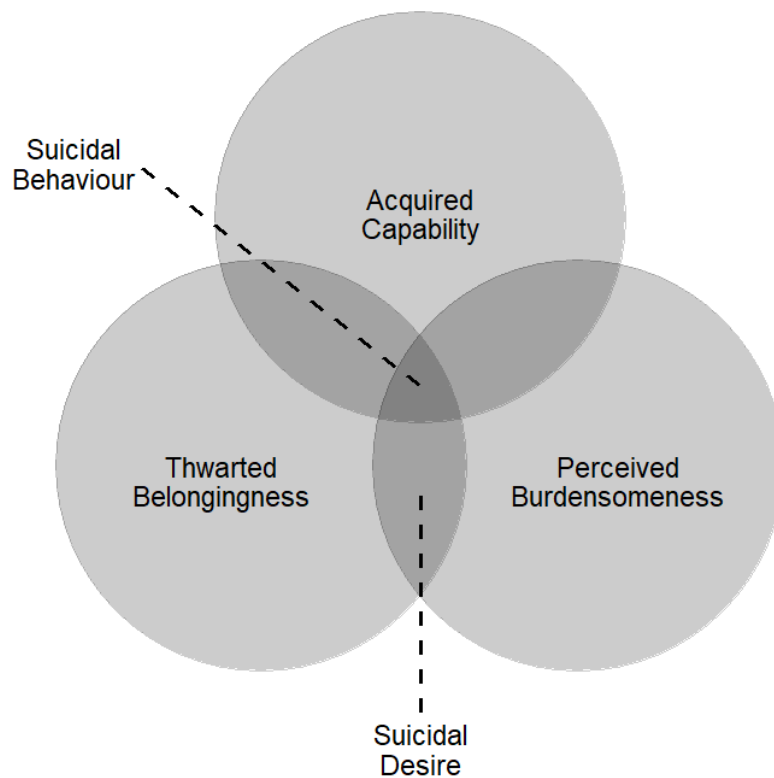 Suicidal
Behaviour
Acquired
Capability
Thwarted
Belongingness
Perceived
Burdensomeness
Suicidal
Desire